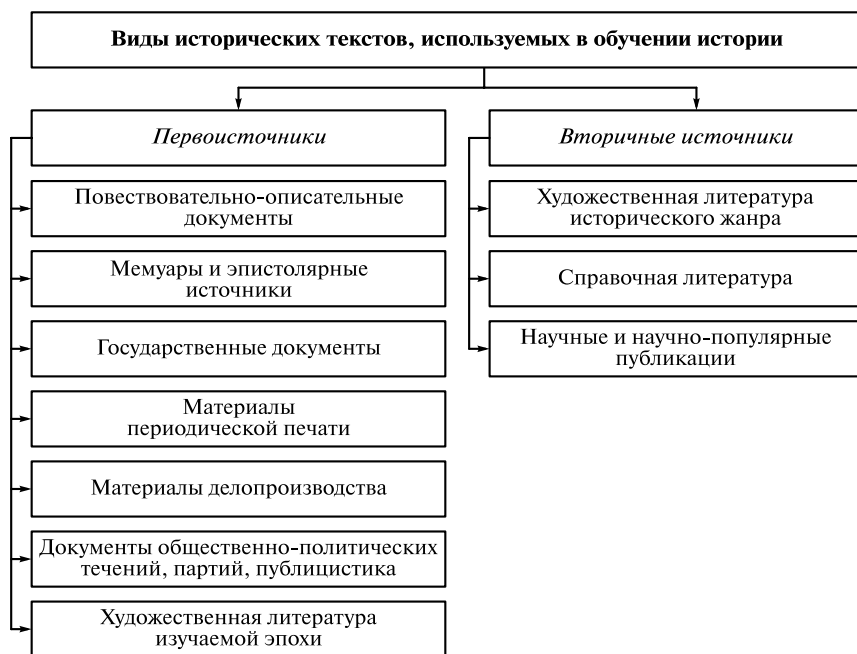 Виды исторических текстов, используемых в обучении истории
Первоисточники
Повествовательно-описательные
документы
Мемуары и эпистолярные
источники
Государственные документы
Материалы
периодической печати
Материалы делопроизводства
Документы общественно-политических
течений, партий, публицистика
Художественная литература
изучаемой эпохи
Вторичные источники
Художественная литература
исторического жанра
Справочная литература
Научные и научно-популярные
публикации